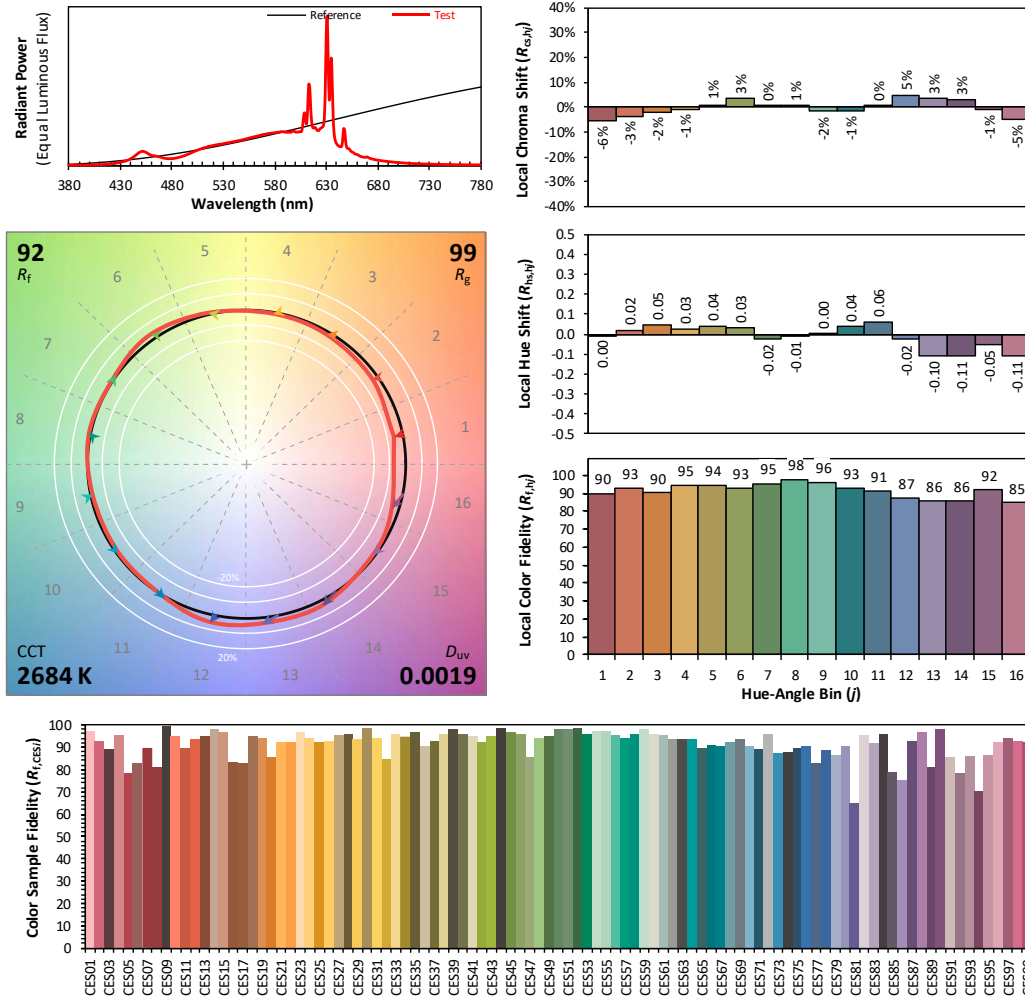 Radiant Power
(Equal Luminous Flux)
Reference
Test
380 430 480 530 580 630 680 730 780
Wavelength (nm)
92
Rf
99
Rg
1 2 3 4 5 6 7 8 9 10 11 12 13 14 15 16
-20%
20%
CCT
2684 K
Duv
0.0019
Local Chroma Shift (Rcs,hj)
40%
30%
20%
10%
0%
-10%
-20%
-30%
-40%
-6% -3% -2% -1% 1% 3% 0% 1% -2% -1% 0% 5% 3% 3% -1% -5%
Local Hue Shift (Rhs,hj)
0.5
0.4
0.3
0.2
0.1
0.0
-0.1
-0.2
-0.3
-0.4
-0.5
0.00 0.02 0.05 0.03 0.04 0.03 -0.02 -0.01 0.00 0.04 0.06 -0.02 -0.10 -0.11 -0.05 -0.11
Local Color Fidelity (Rf,hj)
100
90
80
70
60
50
40
30
20
10
0
90 93 90 95 94 93 95 98 96 93 91 87 86 86 92 85
1 2 3 4 5 6 7 8 9 10 11 12 13 14 15 16
Hue-Angle Bin (j)
Color Sample Fidelity (Rf,CESi)
100
90
80
70
60
50
40
30
20
10
0
CES01 CES03 CES05 CES07 CES09 CES11 CES13 CES15 CES17 CES19 CES21 CES23 CES25 CES27 CES29 CES31 CES33 CES35 CES37 CES39 CES41 CES43 CES45 CES47 CES49 CES51 CES53 CES55 CES57 CES59 CES61 CES63 CES65 CES67 CES69 CES71 CES73 CES75 CES77 CES79 CES81 CES83 CES85 CES87 CES89 CES91 CES93 CES95 CES97